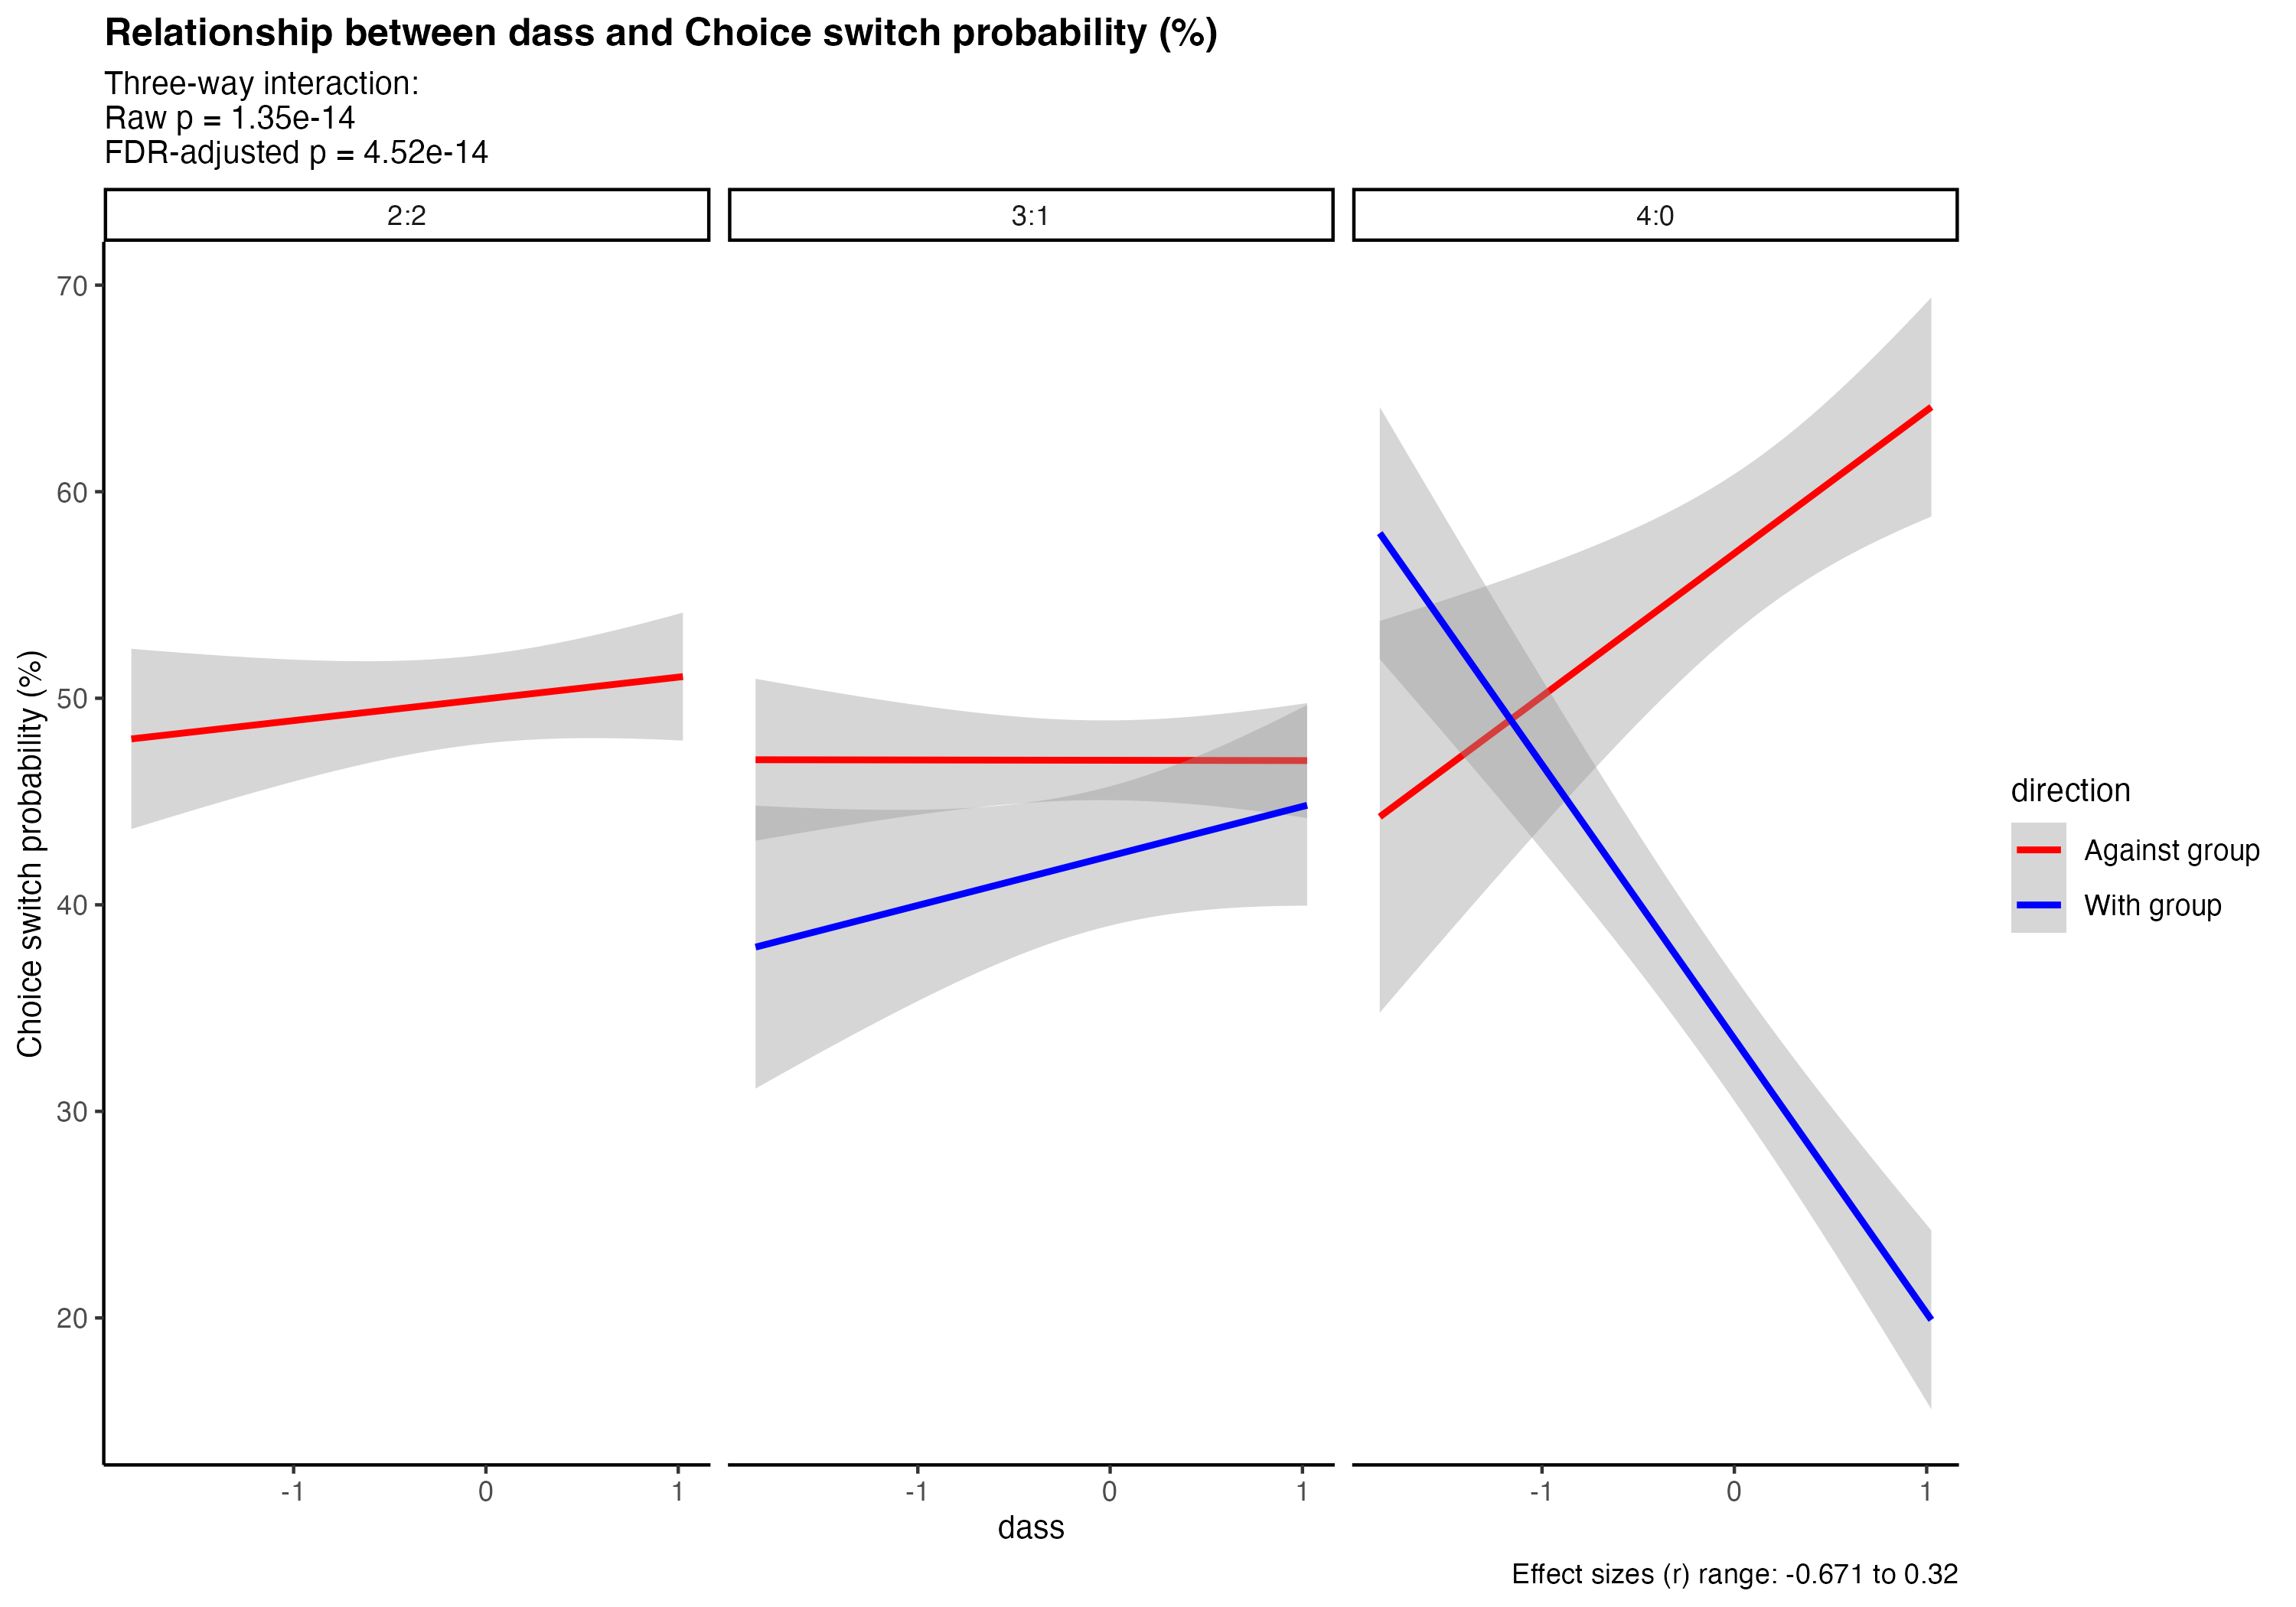 Relationship between dass and Choice switch probability (%)
Three-way interaction:
Raw p = 1.35e-14
FDR-adjusted p = 4.52e-14
2:2
3:1
4:0
Choice switch probability (%)
70
60
50
40
30
20
-1
0
1
-1
0
1
-1
0
1
dass
direction
Against group
With group
Effect sizes (r) range: -0.671 to 0.32